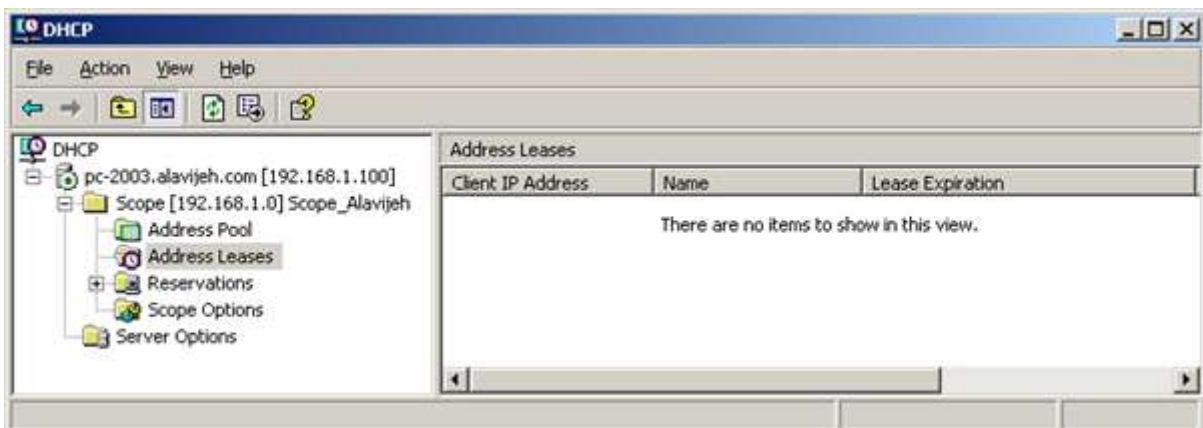 DHCP
File Action View Help
DHCP
pc-2003.alavijeh.com [192.168.1.100]
Scope [192.168.1.0] Scope_Alavijeh
Address Pool
Address Leases
Reservations
Scope Options
Server Options
Address Leases
Client IP Address Name Lease Expiration
There are no items to show in this view.